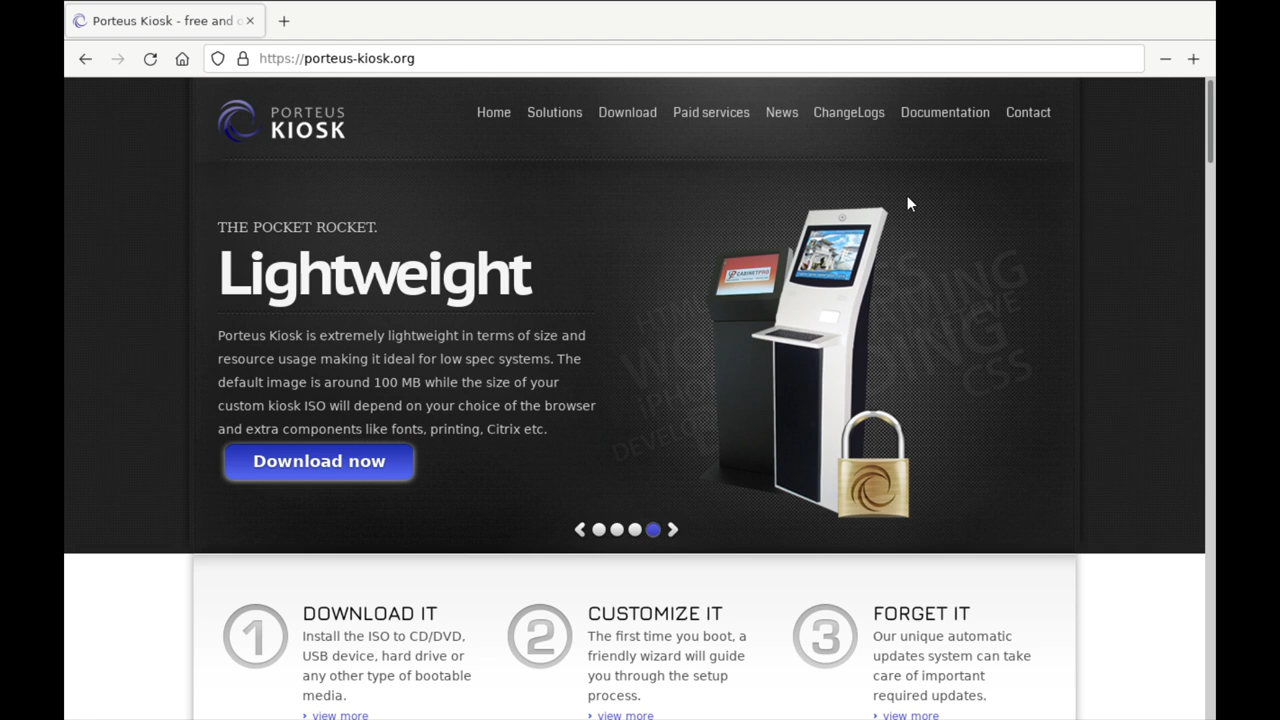 Porteus Kiosk - free and
https://porteus-kiosk.org
PORTEUS
KIOSK
Home Solutions Download Paid services News ChangeLogs Documentation Contact
THE POCKET ROCKET.
Lightweight
Porteus Kiosk is extremely lightweight in terms of size and
resource usage making it ideal for low spec systems. The
default image is around 100 MB while the size of your
custom kiosk ISO will depend on your choice of the browser
and extra components like fonts, printing, Citrix etc.
Download now
CABINETPRO
CSS
1
DOWNLOAD IT
Install the ISO to CD/DVD,
USB device, hard drive or
any other type of bootable
media.
view more
2
CUSTOMIZE IT
The first time you boot, a
friendly wizard will guide
you through the setup
process.
view more
3
FORGET IT
Our unique automatic
updates system can take
care of important
required updates.
view more